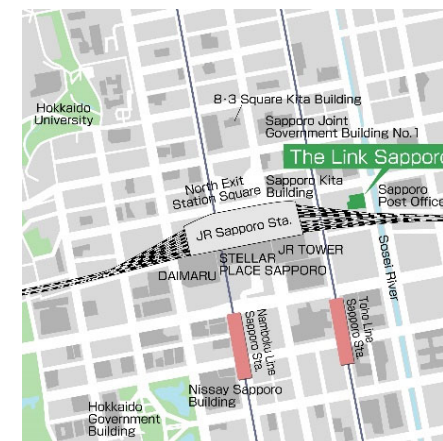 8·3 Square Kita Building
Hokkaido
University
Sapporo Joint
Government Building No.1
The Link Sapporo
North Exit
Station Square
Sapporo Kita
Building
Sapporo
Post Office
JR Sapporo Sta.
JR TOWER
STELLAR
PLACE SAPPORO
DAIMARU
Sosei River
Namboku Line
Sapporo Sta.
Toho Line
Sapporo Sta.
Nissay Sapporo
Building
Hokkaido
Government
Building